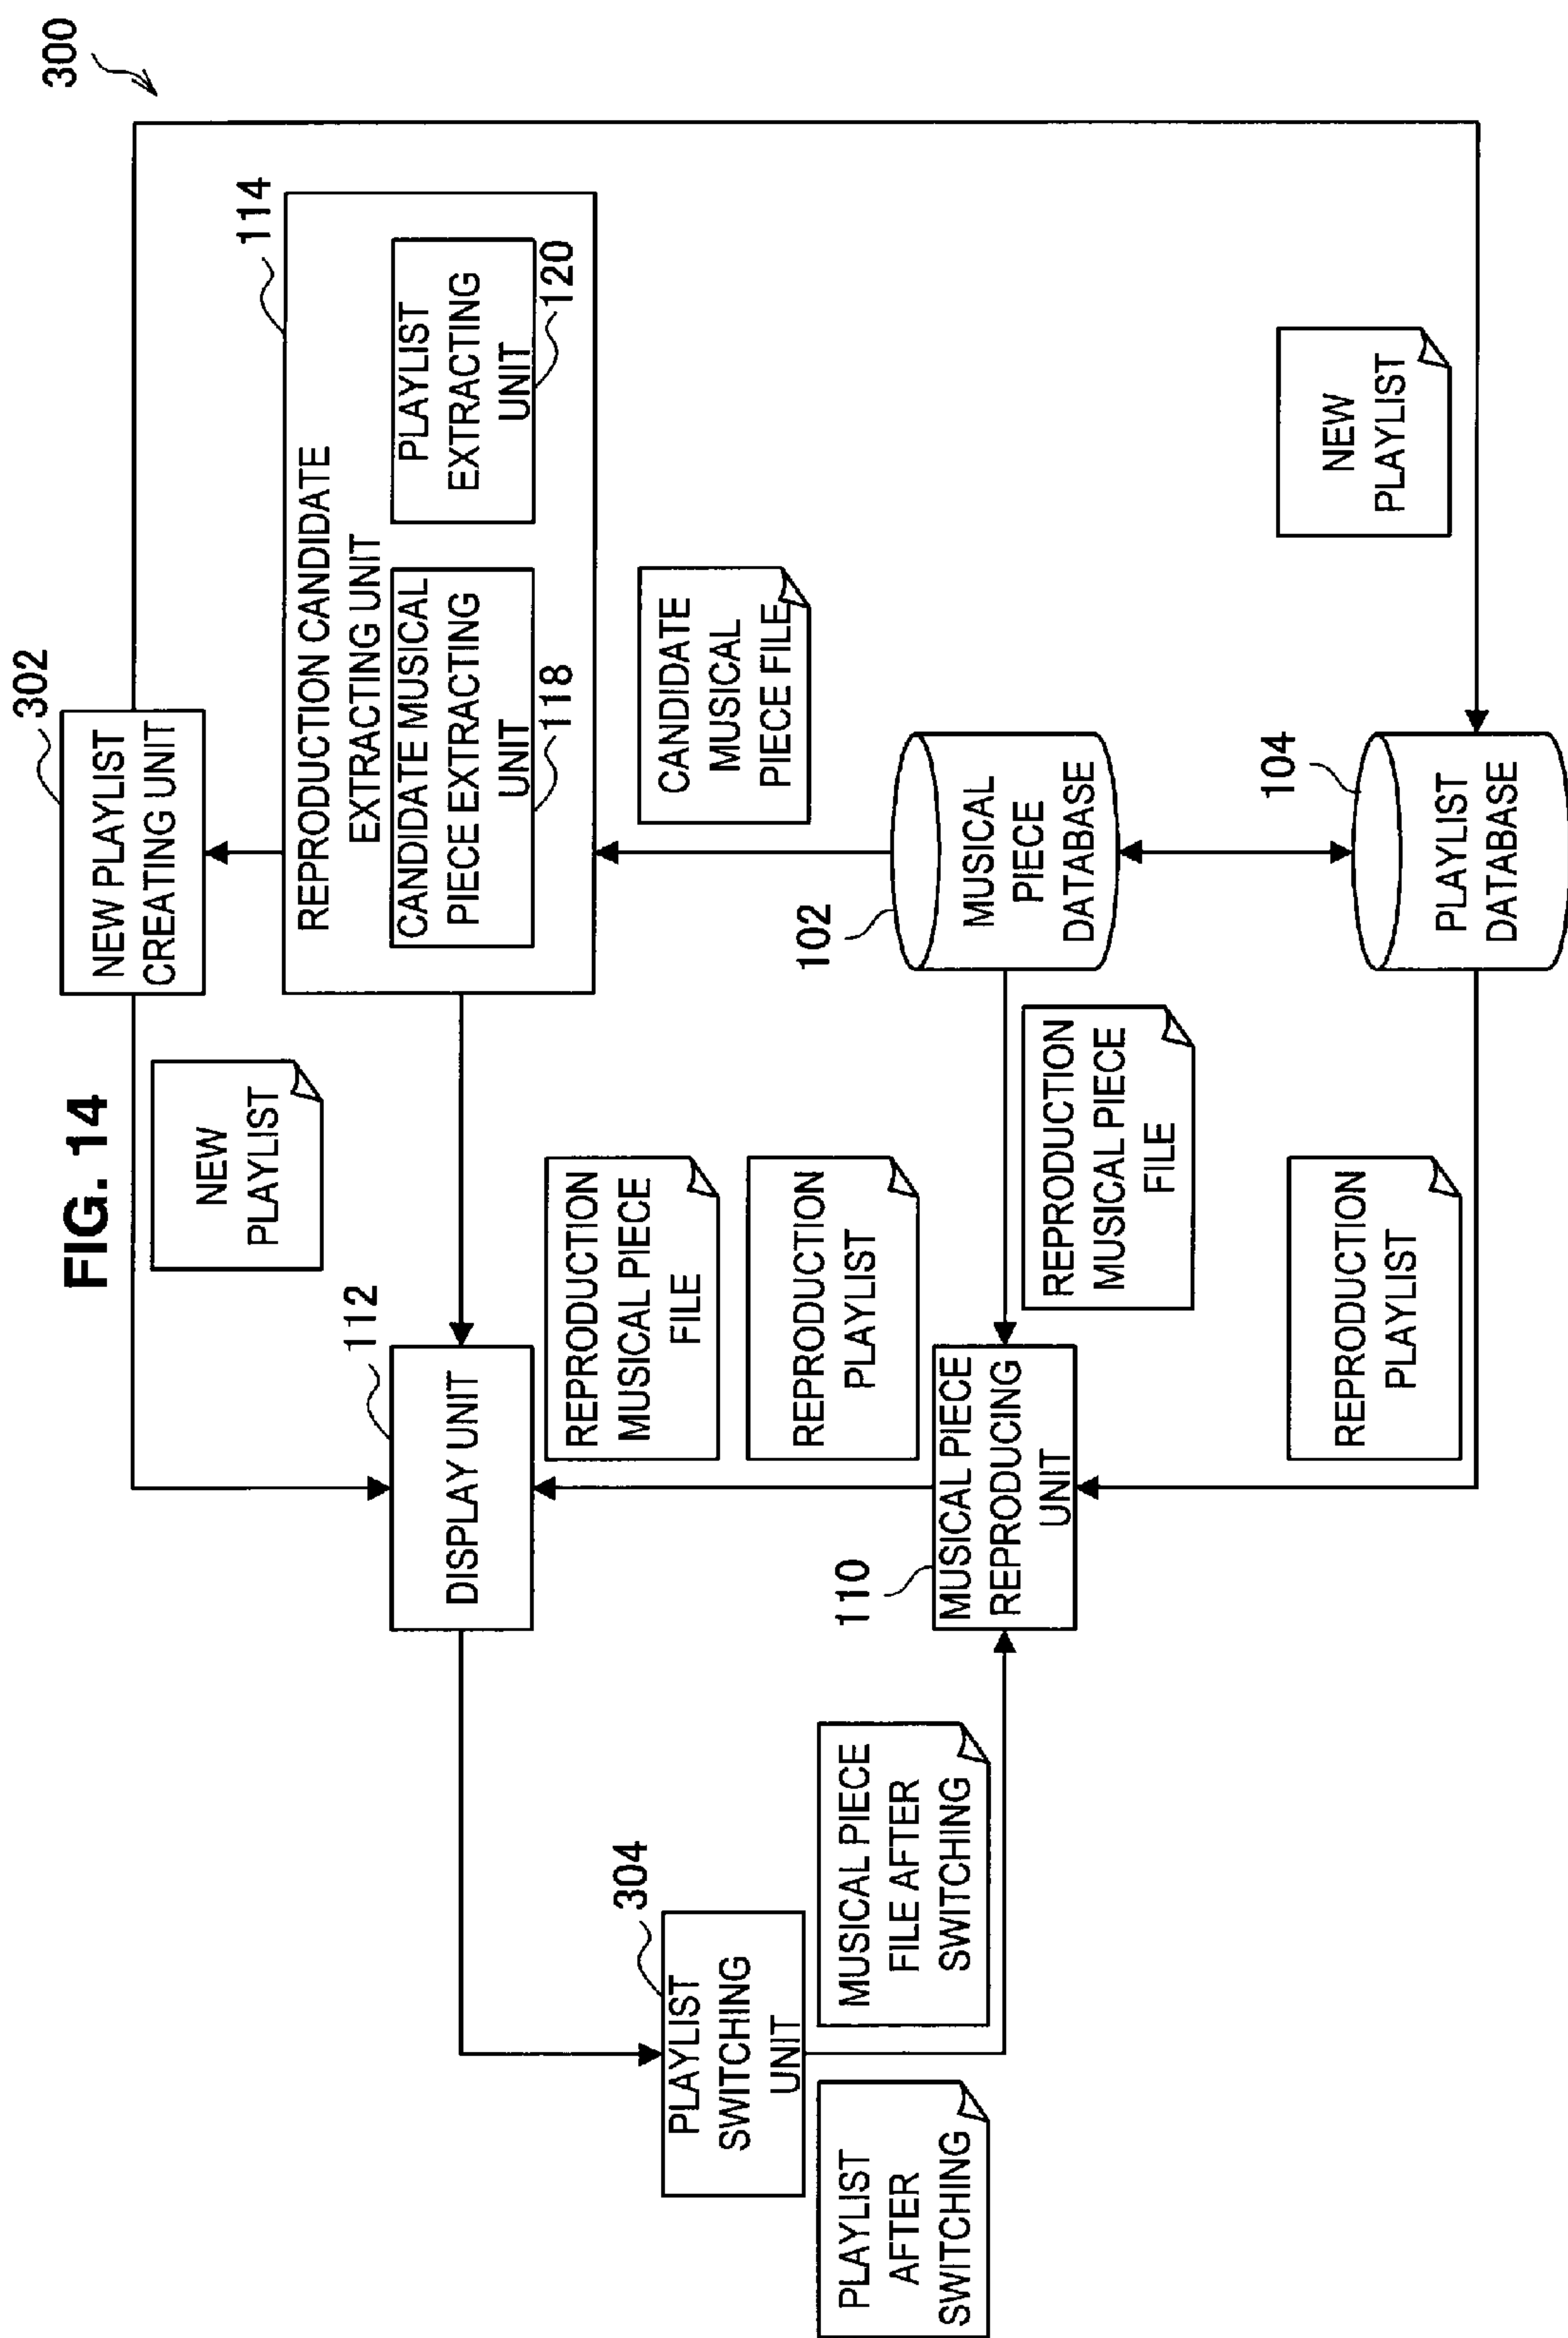 FIG. 14
300
302
NEW PLAYLIST
CREATING UNIT
NEW
PLAYLIST
114
REPRODUCTION CANDIDATE
EXTRACTING UNIT
CANDIDATE MUSICAL
PIECE EXTRACTING
UNIT
118
PLAYLIST
EXTRACTING
UNIT
120
112
DISPLAY UNIT
REPRODUCTION
MUSICAL PIECE
FILE
REPRODUCTION
PLAYLIST
CANDIDATE
MUSICAL
PIECE FILE
304
PLAYLIST
SWITCHING
UNIT
PLAYLIST
AFTER
SWITCHING
MUSICAL PIECE
FILE AFTER
SWITCHING
110
MUSICAL PIECE
REPRODUCING
UNIT
REPRODUCTION
MUSICAL PIECE
FILE
102
MUSICAL
PIECE
DATABASE
REPRODUCTION
PLAYLIST
104
PLAYLIST
DATABASE
NEW
PLAYLIST